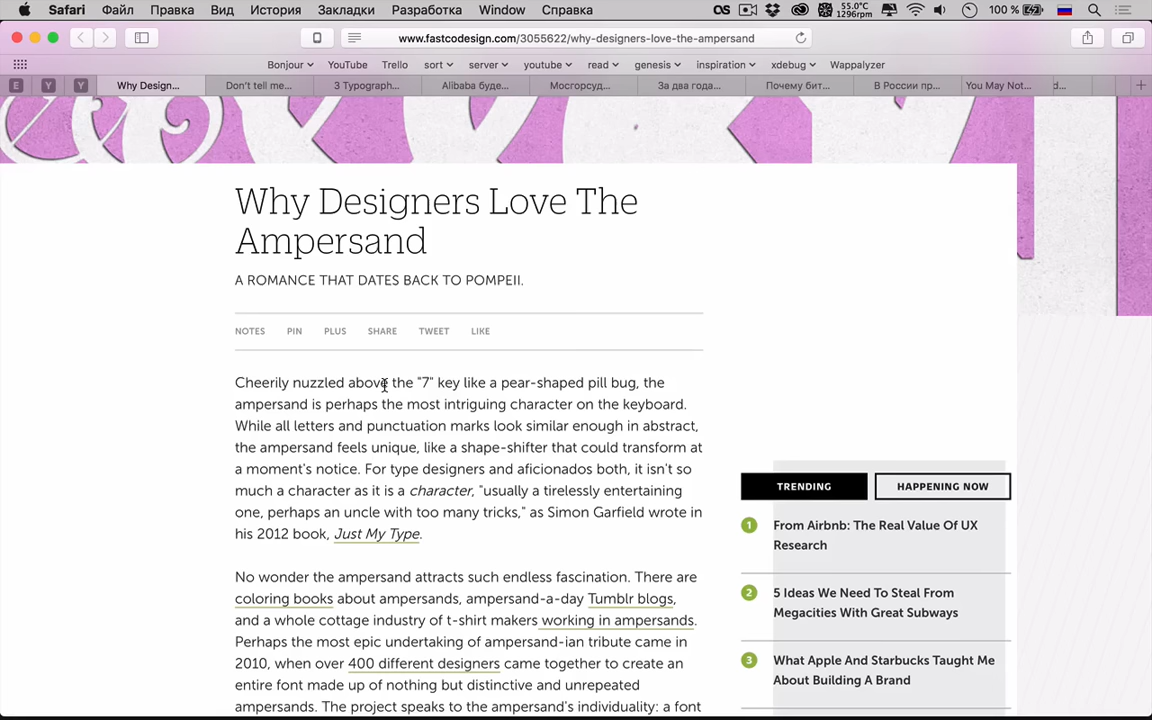 Safari Файл Правка Вид История Закладки Разработка Window Справка 55.0°C 1296rpm 100 %
www.fastcodesign.com/3055622/why-designers-love-the-ampersand
Bonjour YouTube Trello sort server youtube read genesis inspiration xdebug Wappalyzer
E Y Y Why Design... Don't tell me... 3 Typograph... Alibaba буде... Мосгорсуд... За два года... Почему бит... В России пр... You May Not... d...
Why Designers Love The
Ampersand
A ROMANCE THAT DATES BACK TO POMPEII.
NOTES PIN PLUS SHARE TWEET LIKE
Cheerily nuzzled above the "7" key like a pear-shaped pill bug, the
ampersand is perhaps the most intriguing character on the keyboard.
While all letters and punctuation marks look similar enough in abstract,
the ampersand feels unique, like a shape-shifter that could transform at
a moment's notice. For type designers and aficionados both, it isn't so
much a character as it is a character, "usually a tirelessly entertaining
one, perhaps an uncle with too many tricks," as Simon Garfield wrote in
his 2012 book, Just My Type.
No wonder the ampersand attracts such endless fascination. There are
coloring books about ampersands, ampersand-a-day Tumblr blogs,
and a whole cottage industry of t-shirt makers working in ampersands.
Perhaps the most epic undertaking of ampersand-ian tribute came in
2010, when over 400 different designers came together to create an
entire font made up of nothing but distinctive and unrepeated
ampersands. The project speaks to the ampersand's individuality: a font
TRENDING HAPPENING NOW
1 From Airbnb: The Real Value Of UX
Research
2 5 Ideas We Need To Steal From
Megacities With Great Subways
3 What Apple And Starbucks Taught Me
About Building A Brand